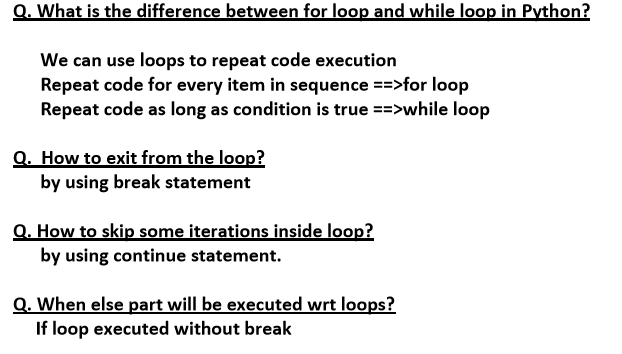 Q. What is the difference between for loop and while loop in Python?
We can use loops to repeat code execution
Repeat code for every item in sequence ==>for loop
Repeat code as long as condition is true ==>while loop
Q. How to exit from the loop?
by using break statement
Q. How to skip some iterations inside loop?
by using continue statement.
Q. When else part will be executed wrt loops?
If loop executed without break